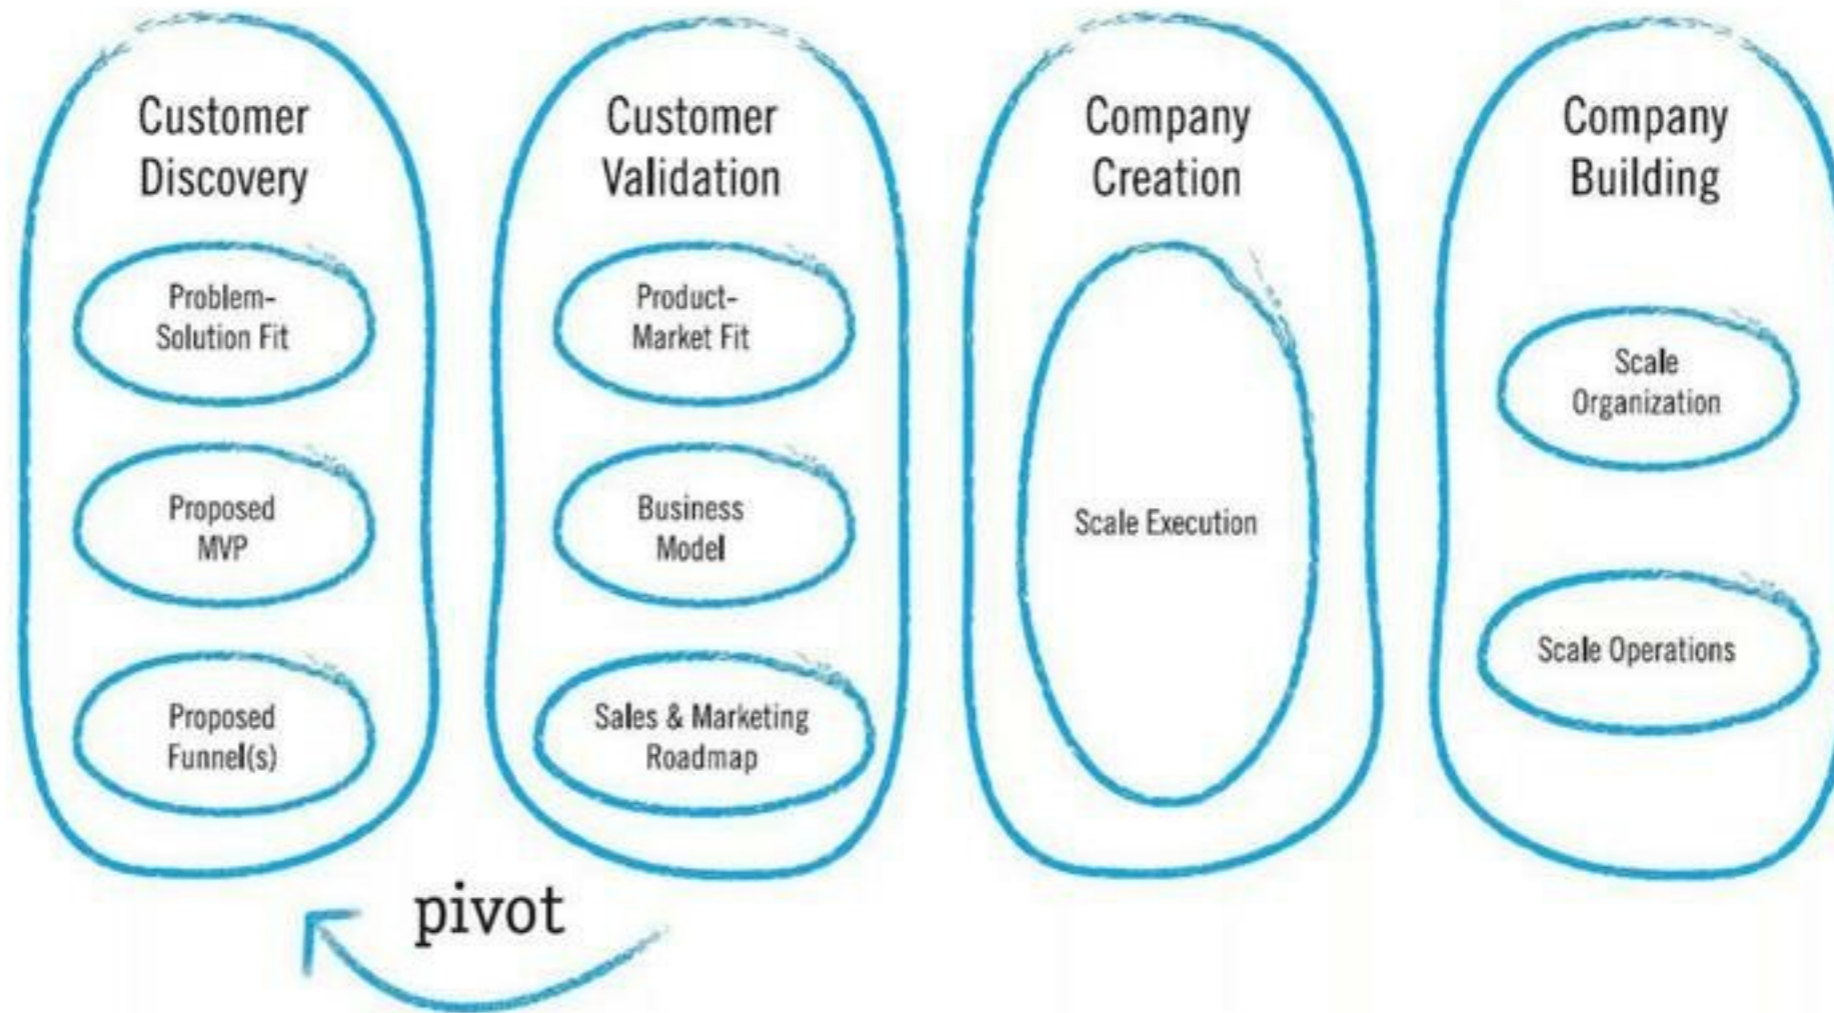 Customer
Discovery
Problem-
Solution Fit
Proposed
MVP
Proposed
Funnel(s)
Customer
Validation
Product-
Market Fit
Business
Model
Sales & Marketing
Roadmap
Company
Creation
Scale Execution
Company
Building
Scale
Organization
Scale Operations
pivot